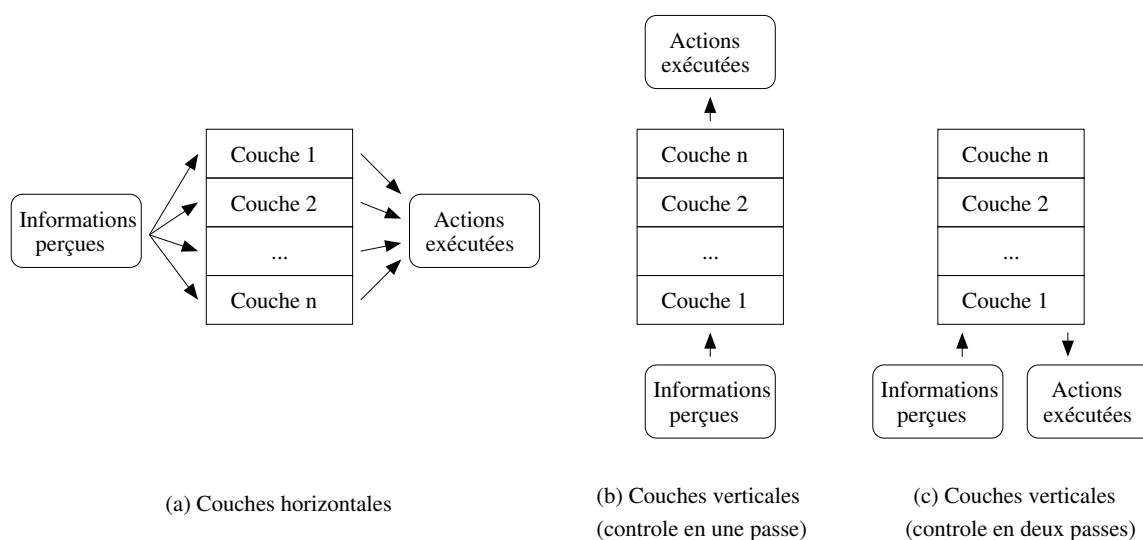 Informations
perçues
Couche 1
Couche 2
...
Couche n
Actions
exécutées
(a) Couches horizontales
Actions
exécutées
Couche n
Couche 2
...
Couche 1
Informations
perçues
(b) Couches verticales
(controle en une passe)
Couche n
Couche 2
...
Couche 1
Informations
perçues
Actions
exécutées
(c) Couches verticales
(controle en deux passes)